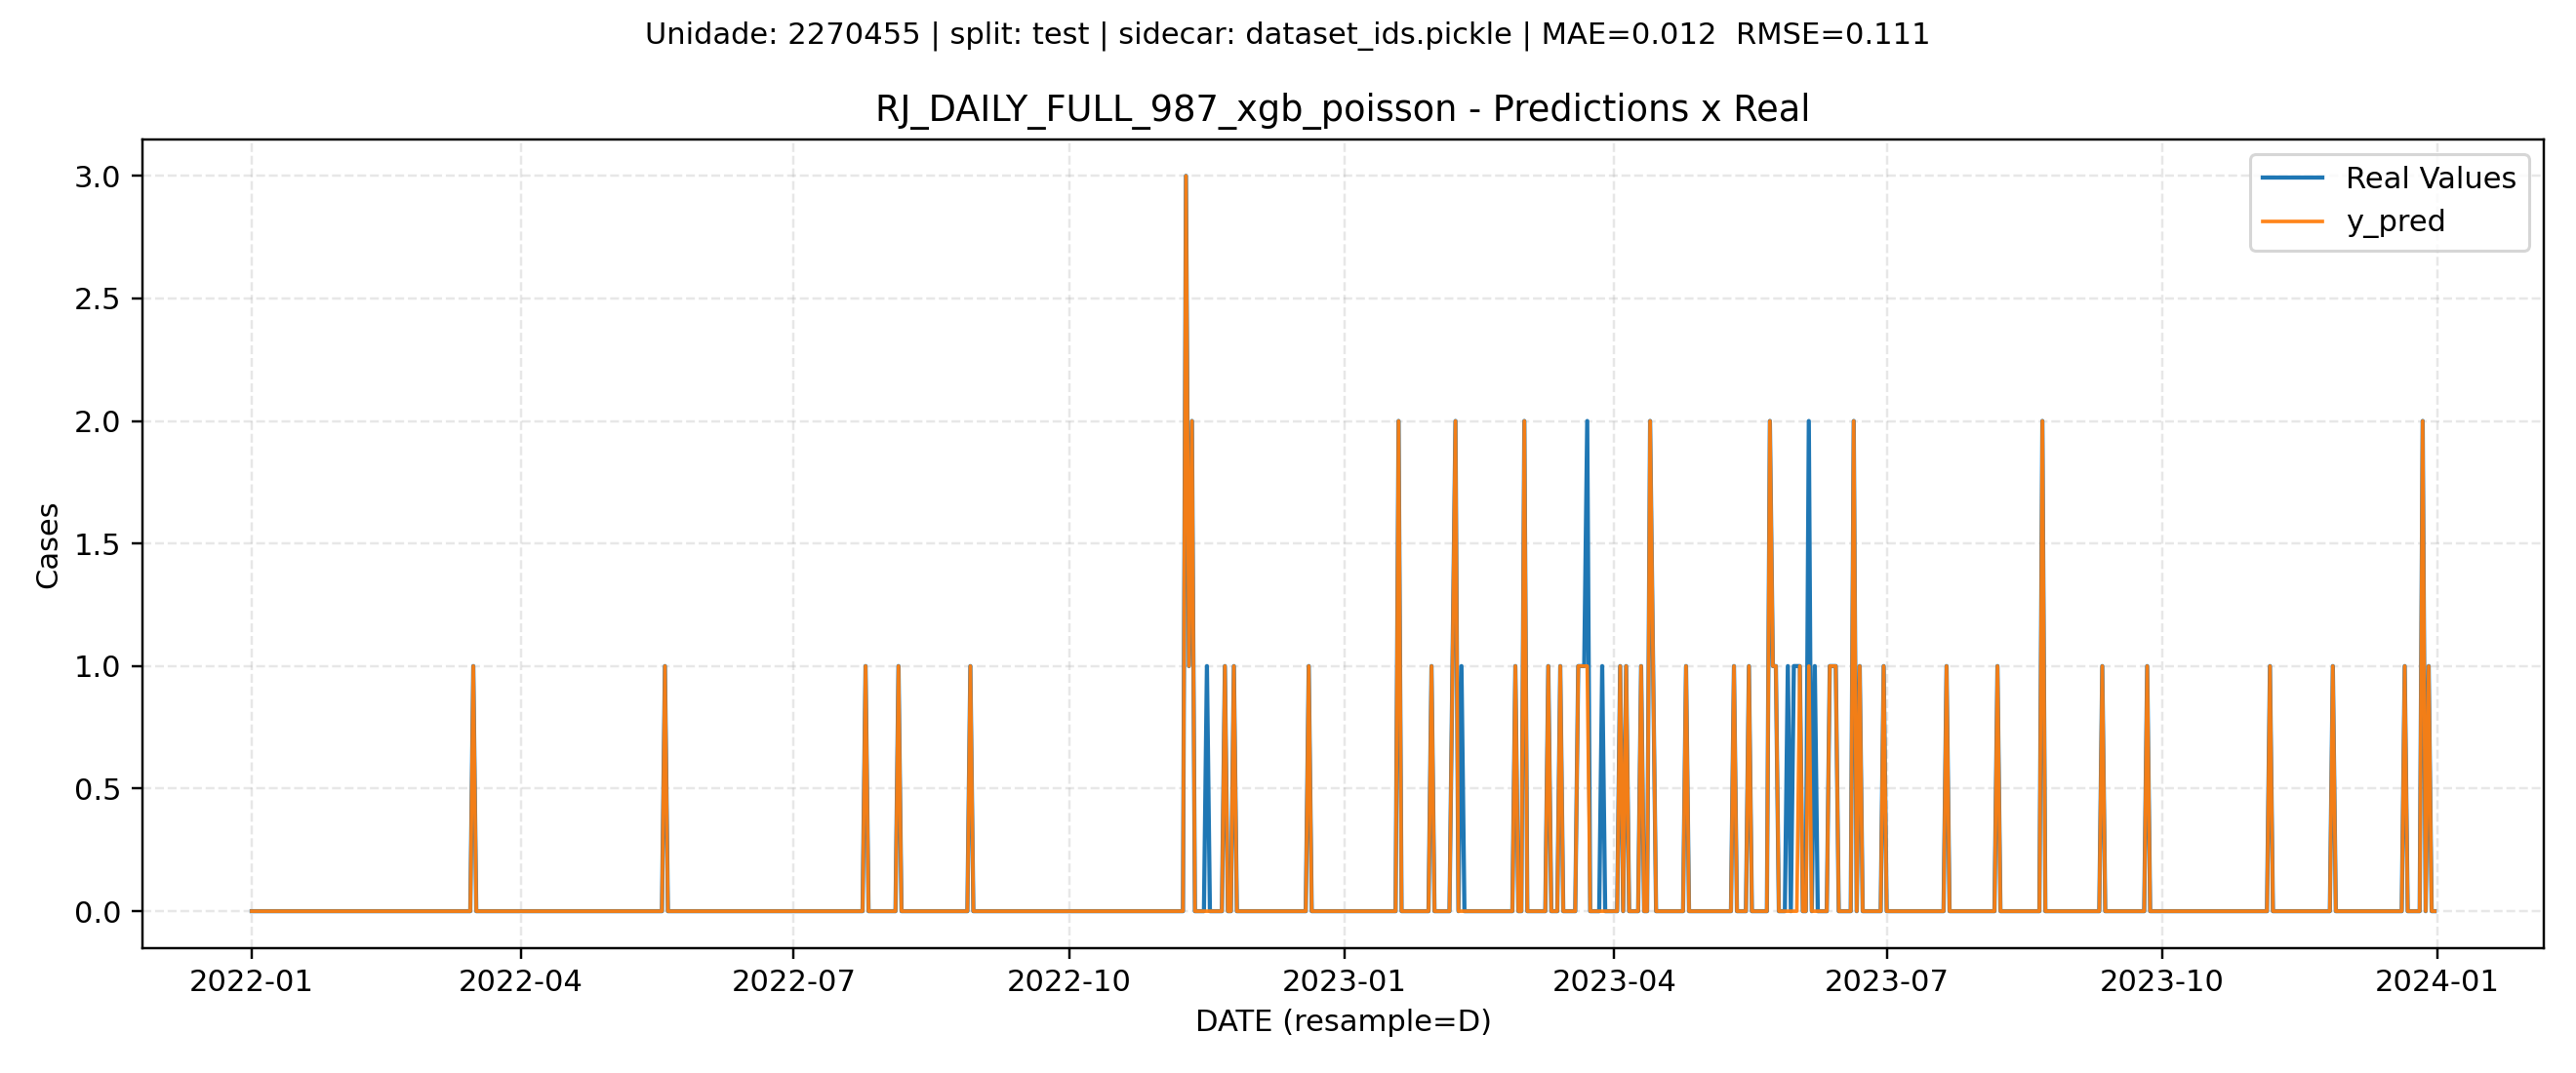 Unidade: 2270455 | split: test | sidecar: dataset_ids.pickle | MAE=0.012  RMSE=0.111
RJ_DAILY_FULL_987_xgb_poisson - Predictions x Real
Real Values
y_pred
Cases
3.0
2.5
2.0
1.5
1.0
0.5
0.0
2022-01 2022-04 2022-07 2022-10 2023-01 2023-04 2023-07 2023-10 2024-01
DATE (resample=D)